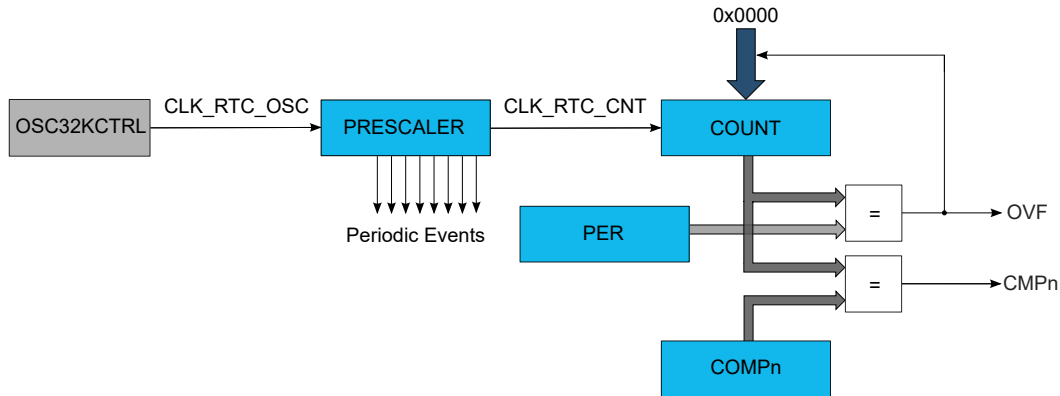 0x0000
OSC32KCTRL
CLK_RTC_OSC
PRESCALER
CLK_RTC_CNT
COUNT
Periodic Events
PER
=
OVF
=
CMPn
COMPn